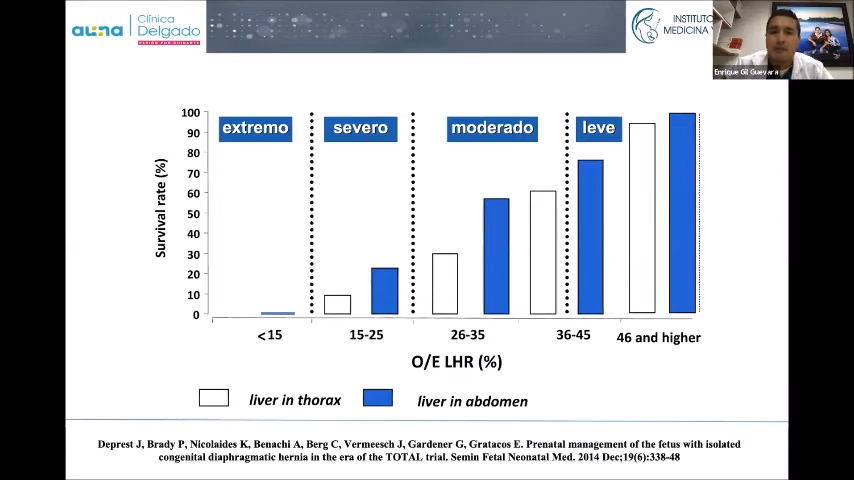 auna
Clínica
Delgado
PASIÓN POR CUIDARTE
INSTITUTO
MEDICINA Y
Enrique Gil Guevara
extremo
severo
moderado
leve
Survival rate (%)
100
90
80
70
60
50
40
30
20
10
0
<15
15-25
26-35
36-45
46 and higher
O/E LHR (%)
liver in thorax
liver in abdomen
Deprest J, Brady P, Nicolaides K, Benachi A, Berg C, Vermeesch J, Gardener G, Gratacos E. Prenatal management of the fetus with isolated
congenital diaphragmatic hernia in the era of the TOTAL trial. Semin Fetal Neonatal Med. 2014 Dec;19(6):338-48